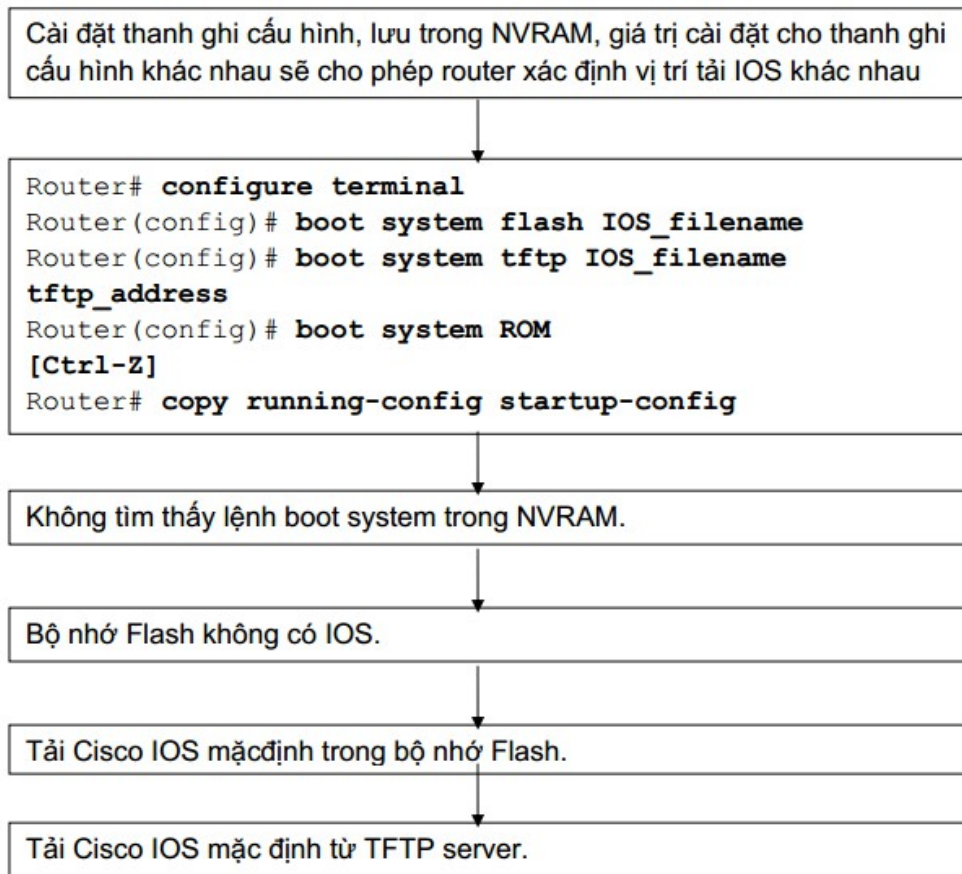 Cài đặt thanh ghi cấu hình, lưu trong NVRAM, giá trị cài đặt cho thanh ghi
cấu hình khác nhau sẽ cho phép router xác định vị trí tải IOS khác nhau
Router# configure terminal
Router(config)# boot system flash IOS_filename
Router(config)# boot system tftp IOS_filename
tftp_address
Router(config)# boot system ROM
[Ctrl-Z]
Router# copy running-config startup-config
Không tìm thấy lệnh boot system trong NVRAM.
Bộ nhớ Flash không có IOS.
Tải Cisco IOS mặcđịnh trong bộ nhớ Flash.
Tải Cisco IOS mặc định từ TFTP server.